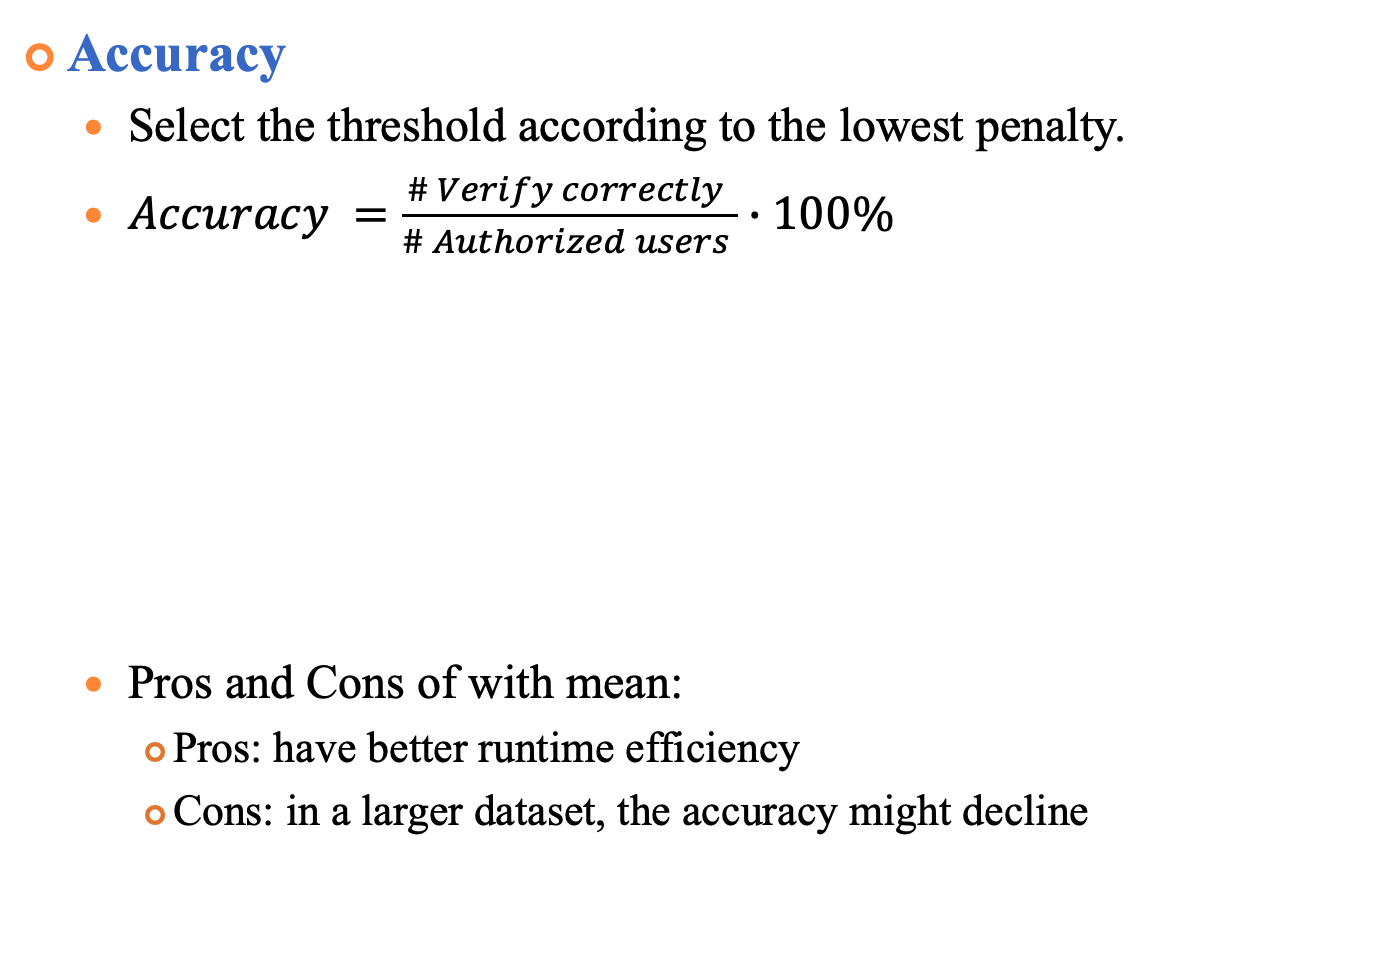 Accuracy
Select the threshold according to the lowest penalty.
Accuracy = # Verify correctly / # Authorized users · 100%
Pros and Cons of with mean:
Pros: have better runtime efficiency
Cons: in a larger dataset, the accuracy might decline